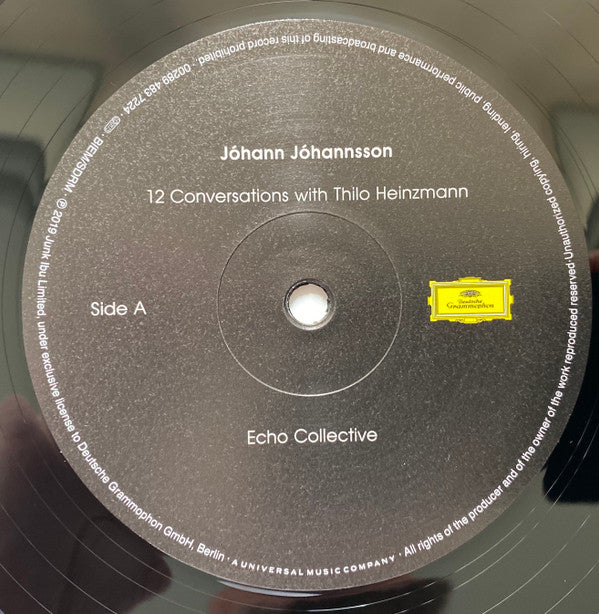 Jóhann Jóhannsson
12 Conversations with Thilo Heinzmann
Side A
Deutsche
Grammophon
Echo Collective
℗ 2019 Junk Ibu Limited, under exclusive license to Deutsche Grammophon GmbH, Berlin · A UNIVERSAL MUSIC COMPANY · All rights of the producer and of the owner of the work reproduced reserved·Unauthorized copying, hiring, lending, public performance and broadcasting of this record prohibited · 00289 483 7224 · BIEM/SDRM ·